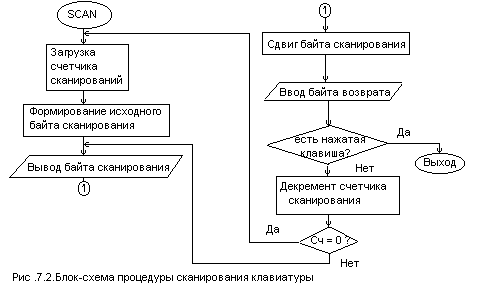 SCAN
Загрузка
счетчика
сканирований
Формирование исходного
байта сканирования
Вывод байта сканирования
1
1
Сдвиг байта сканирования
Ввод байта возврата
есть нажатая
клавиша?
Да
Выход
Нет
Декремент счетчика
сканирования
Да
Сч = 0 ?
Нет
Рис .7.2.Блок-схема процедуры сканирования клавиатуры